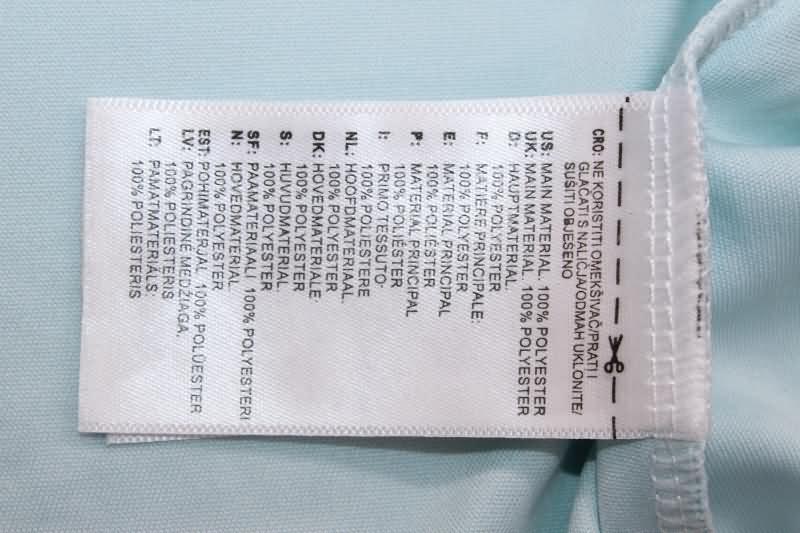 CRO: NE KORISTITI OMEKŠIVAČ/PRATI I
GLAČATI S NALIČJA/ODMAH UKLONITE/
SUŠITI OBJEŠENO
US: MAIN MATERIAL. 100% POLYESTER
UK: MAIN MATERIAL. 100% POLYESTER
D: HAUPTMATERIAL.
100% POLYESTER
F: MATIÈRE PRINCIPALE:
100% POLYESTER
E: MATERIAL PRINCIPAL
100% POLIÉSTER
P: MATERIAL PRINCIPAL
100% POLIÉSTER
I: PRIMO TESSUTO-
100% POLIESTERE
NL: HOOFDMATERIAAL.
100% POLYESTER
DK: HOVEDMATERIALE.
100% POLYESTER
S: HUVUDMATERIAL
100% POLYESTER
SF: PÄÄMATERIAALI 100% POLYESTERI
N: HOVEDMATERIAL
100% POLYESTER
EST: POHIMATERJAL 100% POLÜESTER
LV: PAGRINDINE MEDŽIAGA.
100% POLIESTERIS
LT: PAMATMATERIĀLS:
100% POLIESTERIS